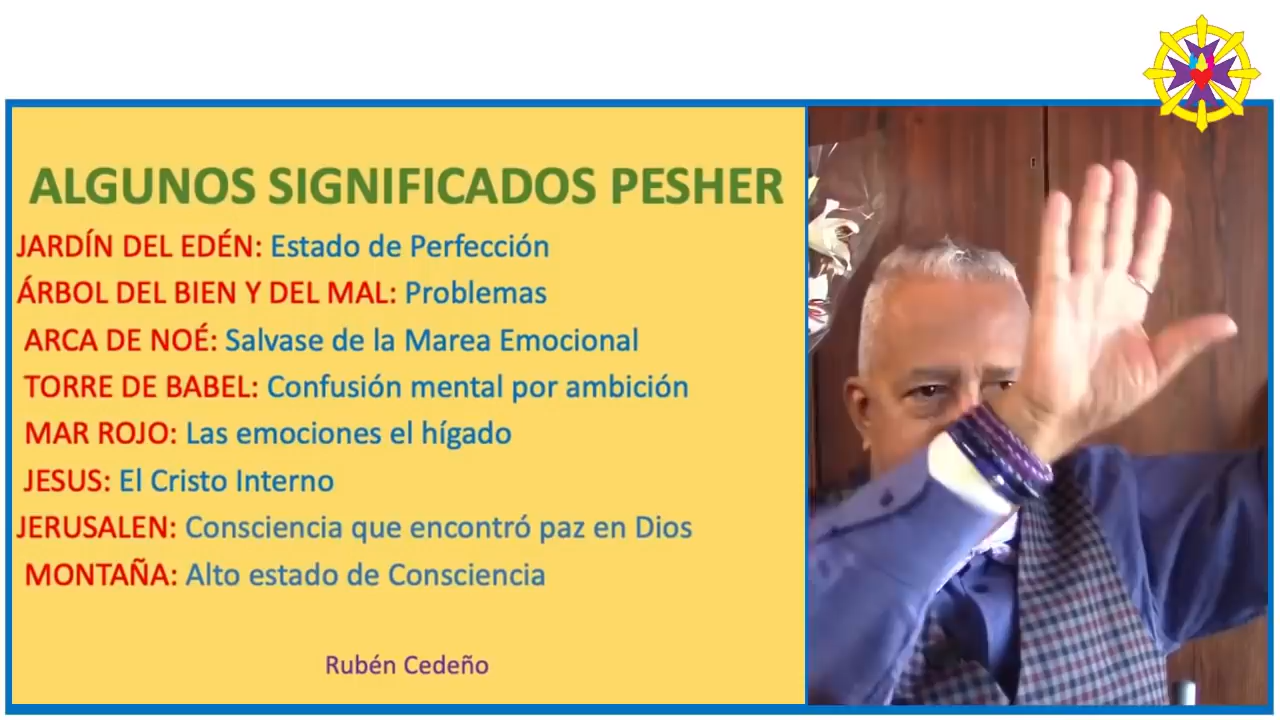 ALGUNOS SIGNIFICADOS PESHER
JARDÍN DEL EDÉN: Estado de Perfección
ÁRBOL DEL BIEN Y DEL MAL: Problemas
ARCA DE NOÉ: Salvase de la Marea Emocional
TORRE DE BABEL: Confusión mental por ambición
MAR ROJO: Las emociones el hígado
JESUS: El Cristo Interno
JERUSALEN: Consciencia que encontró paz en Dios
MONTAÑA: Alto estado de Consciencia
Rubén Cedeño